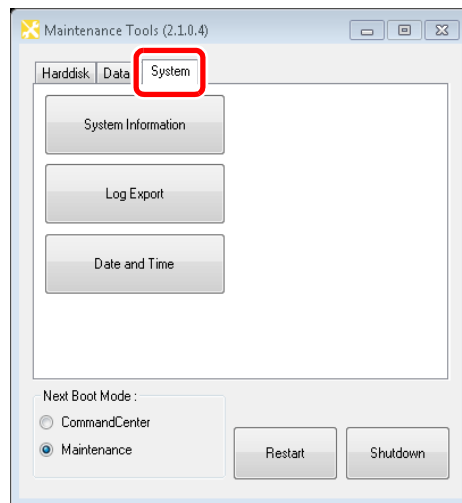 Maintenance Tools (2.1.0.4)
Harddisk Data System
System Information
Log Export
Date and Time
Next Boot Mode :
CommandCenter
Maintenance
Restart Shutdown